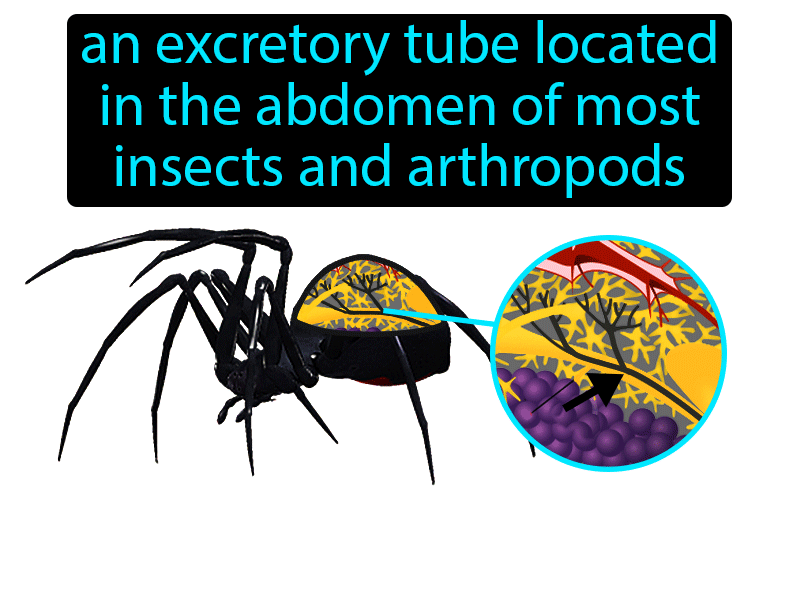 an excretory tube located
in the abdomen of most
insects and arthropods